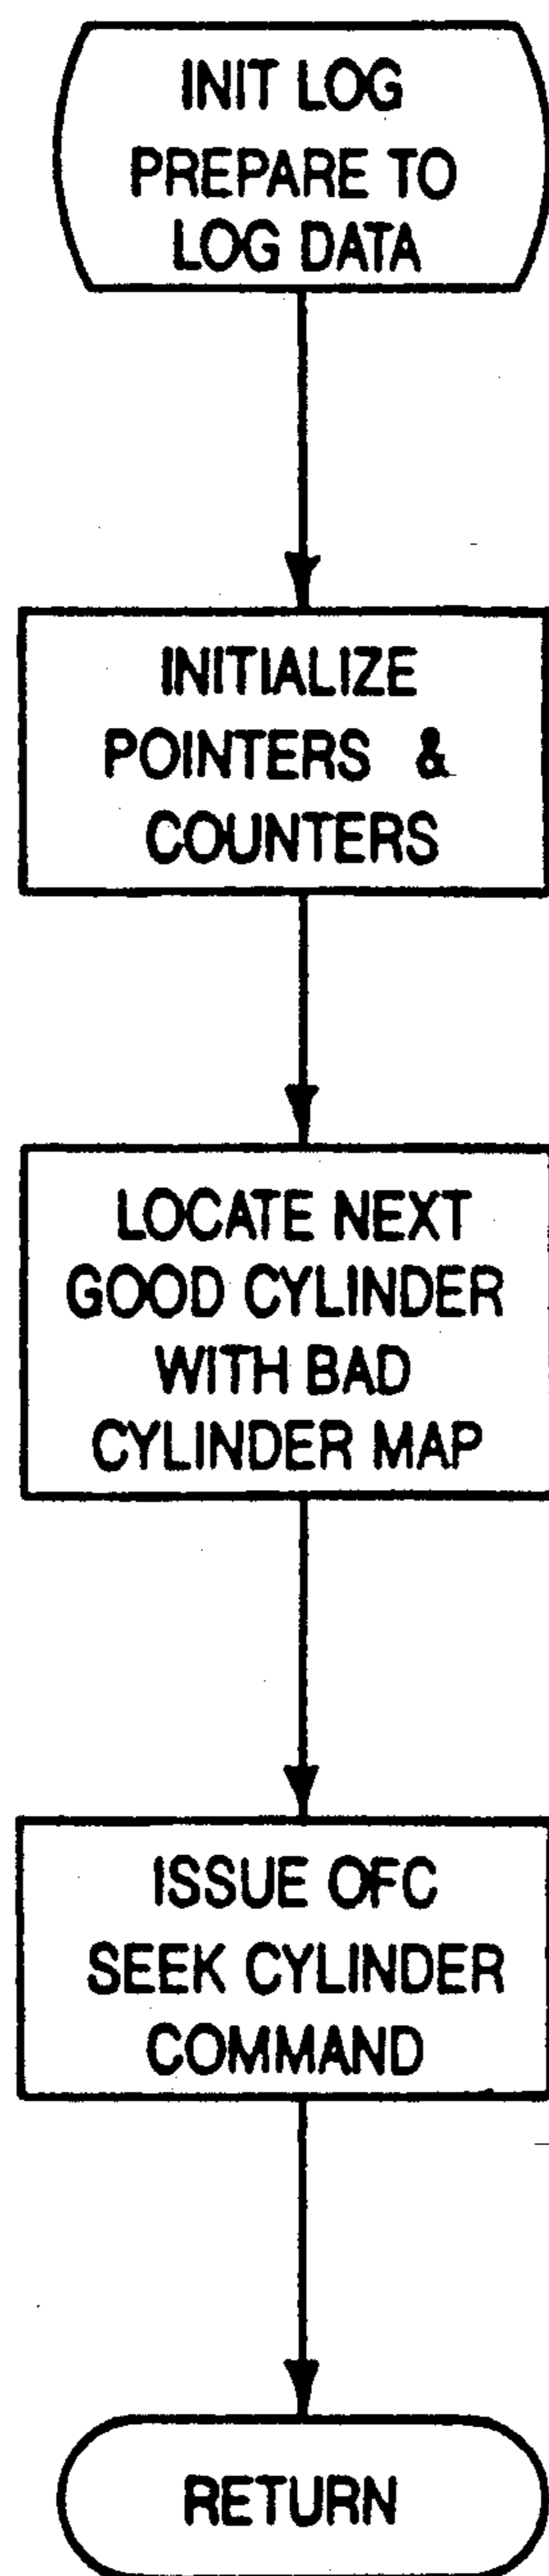 INIT LOG
PREPARE TO
LOG DATA
INITIALIZE
POINTERS &
COUNTERS
LOCATE NEXT
GOOD CYLINDER
WITH BAD
CYLINDER MAP
ISSUE OFC
SEEK CYLINDER
COMMAND
RETURN